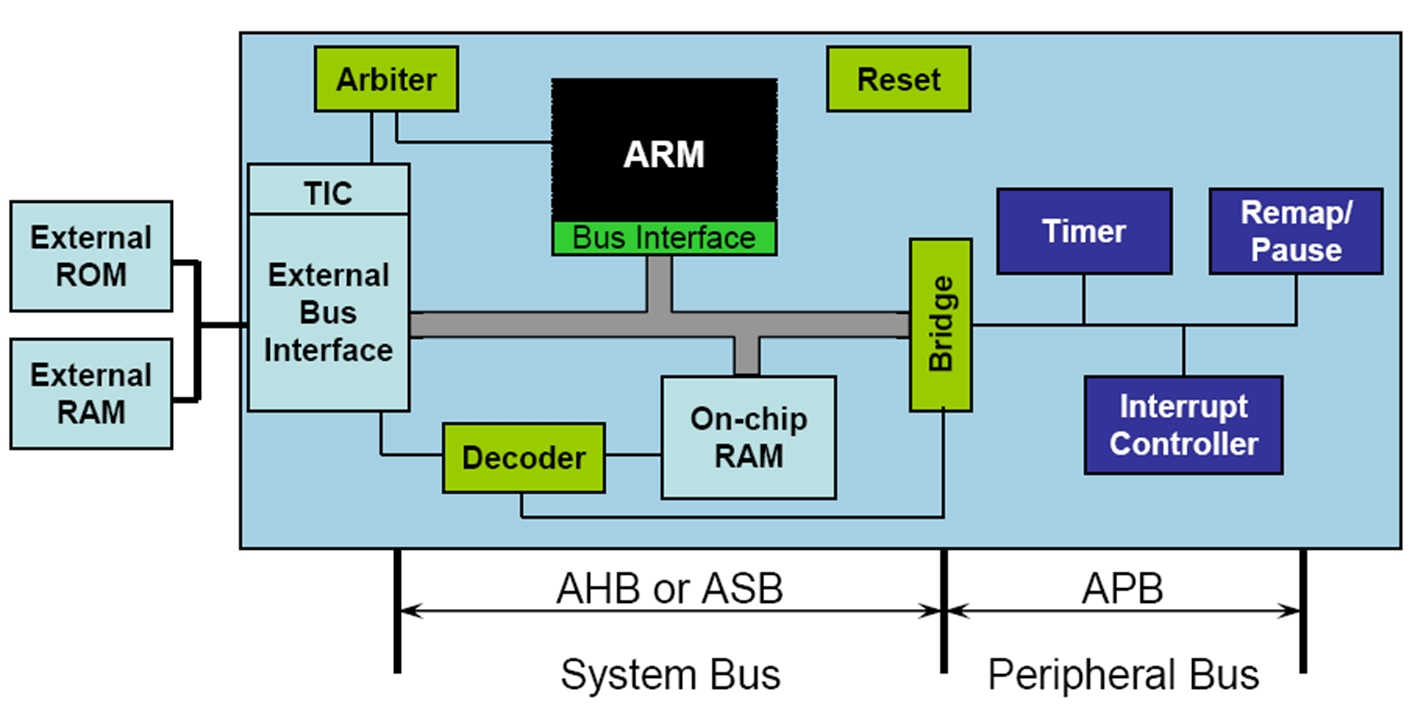 Arbiter
ARM
Reset
TIC
External
ROM
External
Bus
Interface
Bus Interface
Bridge
Timer
Remap/
Pause
External
RAM
Decoder
On-chip
RAM
Interrupt
Controller
AHB or ASB
APB
System Bus
Peripheral Bus